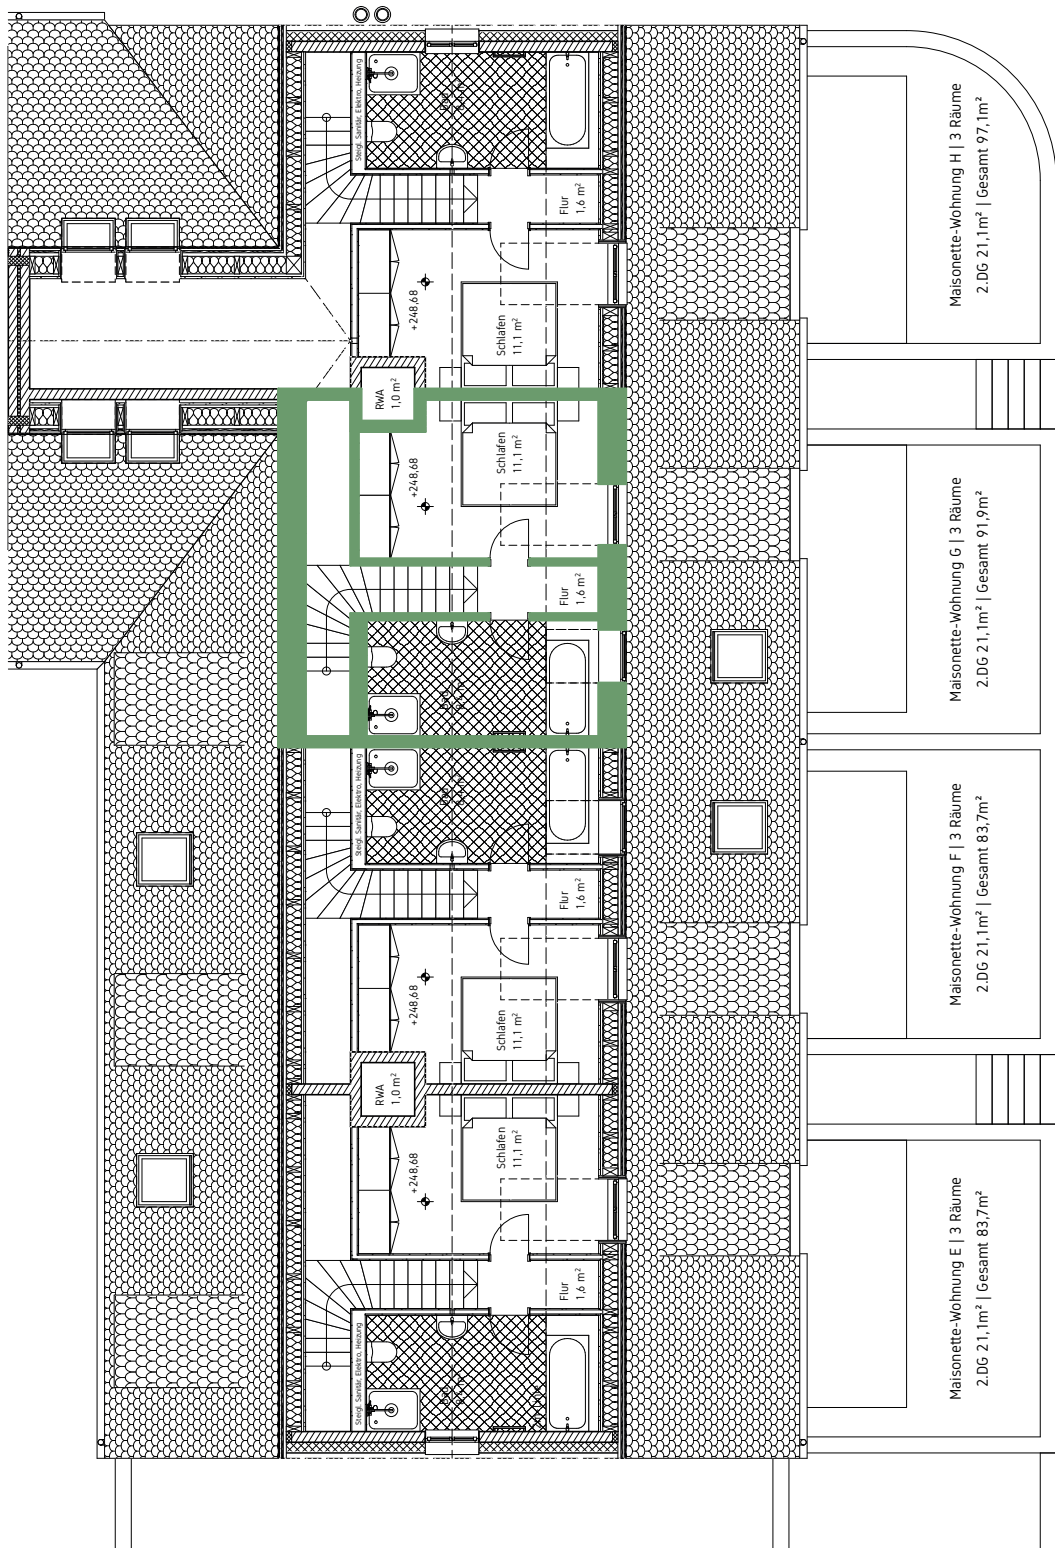 Maisonette-Wohnung H | 3 Räume
2.DG 21,1m² | Gesamt 97,1m²
Steigl. Sanitär, Elektro, Heizung
Flur
1,6 m²
+248,68
Schlafen
11,1 m²
RWA
1,0 m²
Maisonette-Wohnung G | 3 Räume
2.DG 21,1m² | Gesamt 91,9m²
Schlafen
11,1 m²
+248,68
Flur
1,6 m²
Maisonette-Wohnung F | 3 Räume
2.DG 21,1m² | Gesamt 83,7m²
Steigl. Sanitär, Elektro, Heizung
Flur
1,6 m²
+248,68
Schlafen
11,1 m²
RWA
1,0 m²
Maisonette-Wohnung E | 3 Räume
2.DG 21,1m² | Gesamt 83,7m²
Schlafen
11,1 m²
+248,68
Flur
1,6 m²
Steigl. Sanitär, Elektro, Heizung